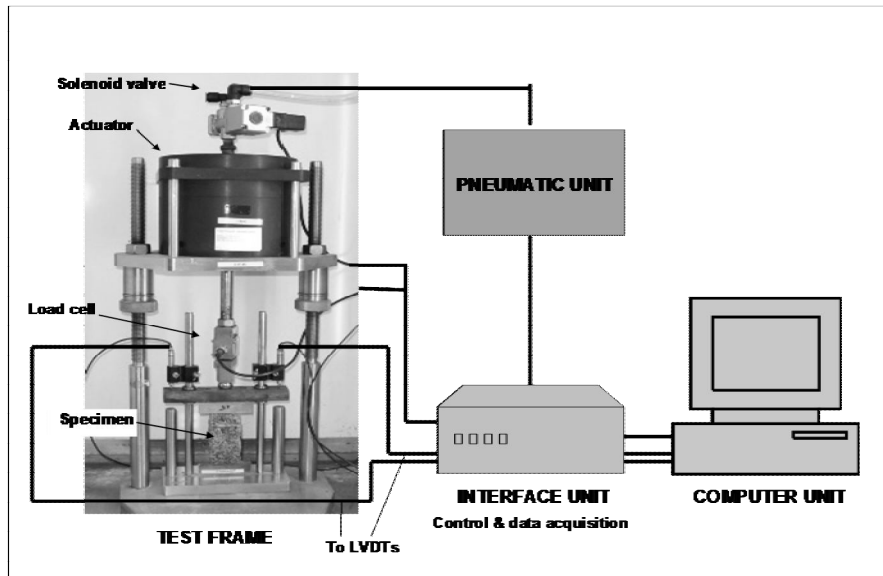 Solenoid valve
Actuator
PNEUMATIC UNIT
Load cell
Specimen
INTERFACE UNIT
COMPUTER UNIT
Control & data acquisition
TEST FRAME
To LVDTs